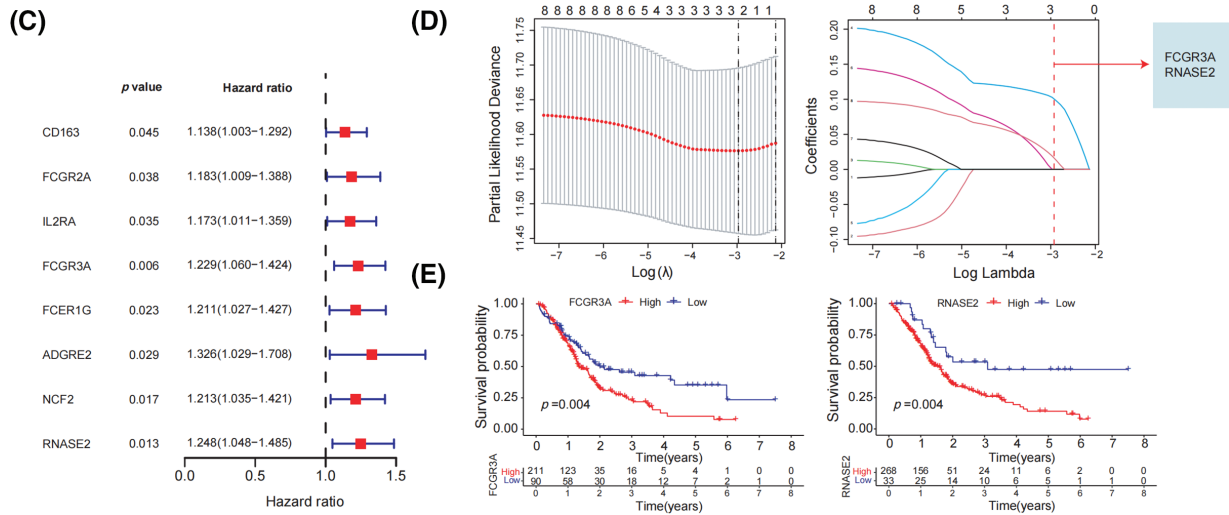 (C)
p value Hazard ratio
CD163 0.045 1.138(1.003−1.292)
FCGR2A 0.038 1.183(1.009−1.388)
IL2RA 0.035 1.173(1.011−1.359)
FCGR3A 0.006 1.229(1.060−1.424)
FCER1G 0.023 1.211(1.027−1.427)
ADGRE2 0.029 1.326(1.029−1.708)
NCF2 0.017 1.213(1.035−1.421)
RNASE2 0.013 1.248(1.048−1.485)
0.0 0.5 1.0 1.5
Hazard ratio
(D)
8 8 8 8 8 8 8 6 4 4 3 3 3 3 3 2 1 1
Partial Likelihood Deviance
11.75
11.70
11.65
11.60
11.55
11.50
11.45
−7 −6 −5 −4 −3 −2
Log (λ)
8 8 6 3 3 0
Coefficients
0.20
0.15
0.10
0.05
0.00
−0.05
−0.10
−7 −6 −5 −4 −3 −2 −1
Log Lambda
FCGR3A
RNASE2
(E)
FCGR3A High Low
Survival probability
1.00
0.75
0.50
0.25
0.00
p =0.004
0 1 2 3 4 5 6 7 8
Time(years)
FCGR3A
High 211 123 35 16 5 4 1 0 0
Low 90 58 30 18 12 7 2 1 0
0 1 2 3 4 5 6 7 8
Time(years)
RNASE2 High Low
Survival probability
1.00
0.75
0.50
0.25
0.00
p =0.004
0 1 2 3 4 5 6 7 8
Time(years)
RNASE2
High 268 156 51 24 11 6 2 0 0
Low 33 25 14 10 6 5 1 1 0
0 1 2 3 4 5 6 7 8
Time(years)